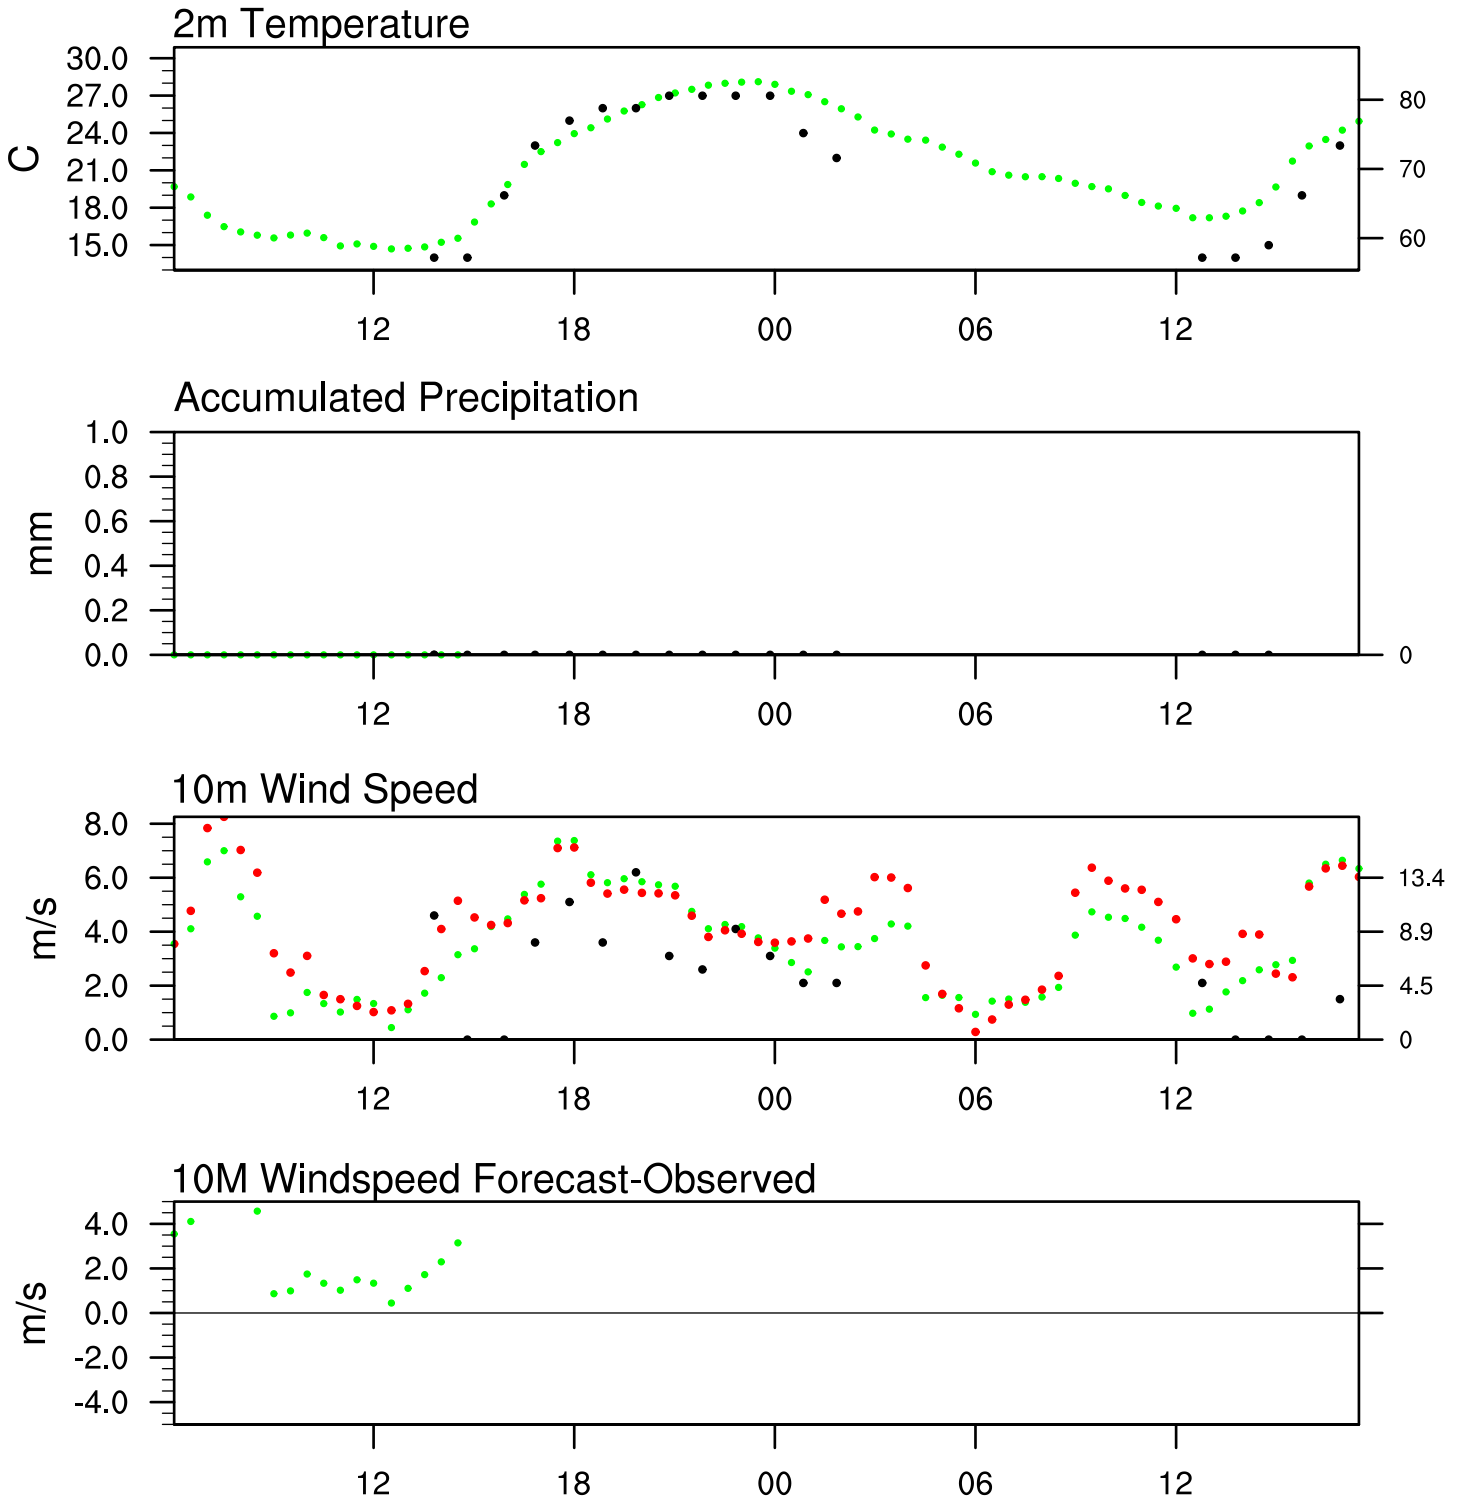 2m Temperature
30.0
27.0
24.0
21.0
18.0
15.0
C
80
70
60
12 18 00 06 12
Accumulated Precipitation
1.0
0.8
0.6
0.4
0.2
0.0
mm
0
12 18 00 06 12
10m Wind Speed
8.0
6.0
4.0
2.0
0.0
m/s
13.4
8.9
4.5
0
12 18 00 06 12
10M Windspeed Forecast-Observed
4.0
2.0
0.0
-2.0
-4.0
m/s
12 18 00 06 12